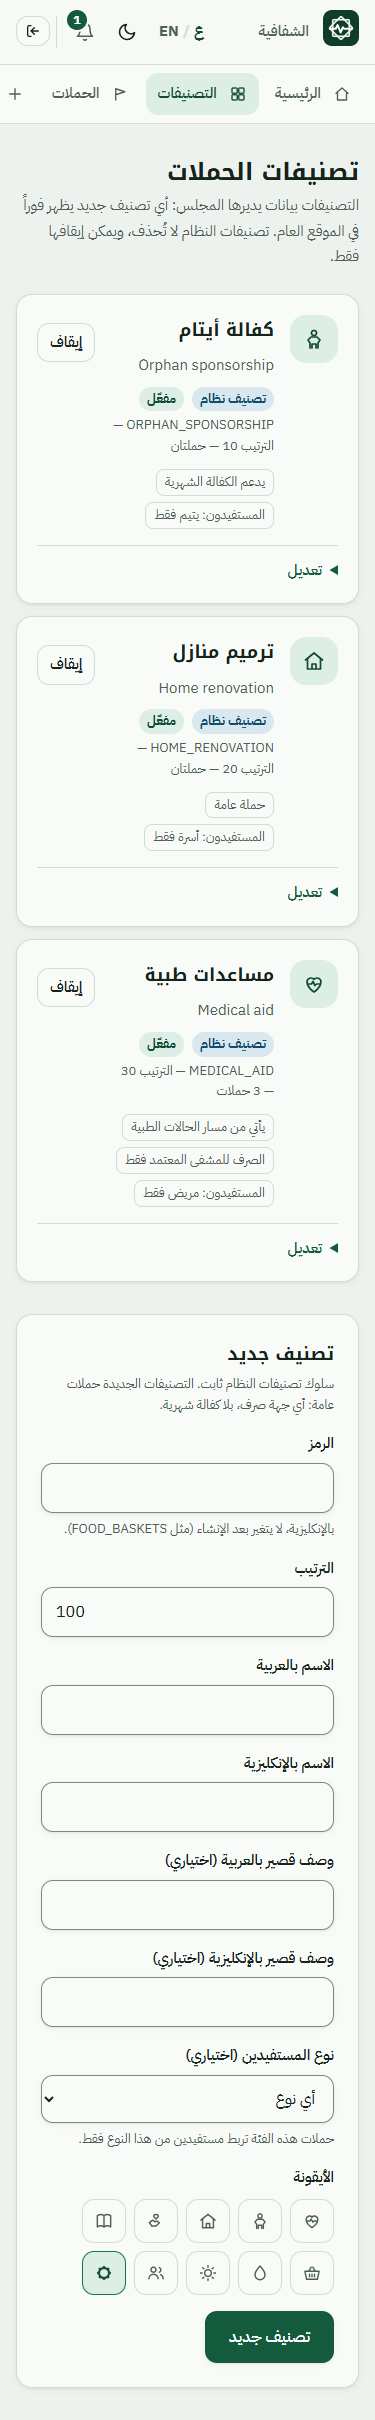 الشفافية
ع / EN
1
الرئيسية
التصنيفات
الحملات
تصنيفات الحملات
التصنيفات بيانات يديرها المجلس: أي تصنيف جديد يظهر فوراً
في الموقع العام. تصنيفات النظام لا تُحذف، ويمكن إيقافها
فقط.
كفالة أيتام
إيقاف
Orphan sponsorship
تصنيف نظام
مفعّل
ORPHAN_SPONSORSHIP —
الترتيب 10 — حملتان
يدعم الكفالة الشهرية
المستفيدون: يتيم فقط
تعديل
ترميم منازل
إيقاف
Home renovation
تصنيف نظام
مفعّل
HOME_RENOVATION —
الترتيب 20 — حملتان
حملة عامة
المستفيدون: أسرة فقط
تعديل
مساعدات طبية
إيقاف
Medical aid
تصنيف نظام
مفعّل
MEDICAL_AID — الترتيب 30
— 3 حملات
يأتي من مسار الحالات الطبية
الصرف للمشفى المعتمد فقط
المستفيدون: مريض فقط
تعديل
تصنيف جديد
سلوك تصنيفات النظام ثابت. التصنيفات الجديدة حملات
عامة: أي جهة صرف، بلا كفالة شهرية.
الرمز
بالإنكليزية، لا يتغير بعد الإنشاء (مثل FOOD_BASKETS).
الترتيب
100
الاسم بالعربية
الاسم بالإنكليزية
وصف قصير بالعربية (اختياري)
وصف قصير بالإنكليزية (اختياري)
نوع المستفيدين (اختياري)
أي نوع
حملات هذه الفئة تربط مستفيدين من هذا النوع فقط.
الأيقونة
تصنيف جديد